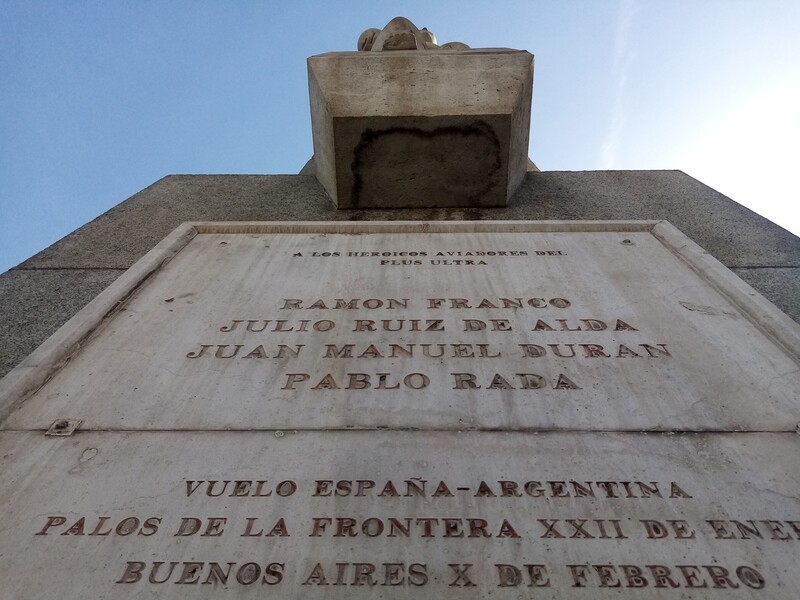 A LOS HEROICOS AVIADORES DEL
PLUS ULTRA
RAMON FRANCO
JULIO RUIZ DE ALDA
JUAN MANUEL DURAN
PABLO RADA
VUELO ESPAÑA-ARGENTINA
PALOS DE LA FRONTERA XXII DE ENE
BUENOS AIRES X DE FEBRERO